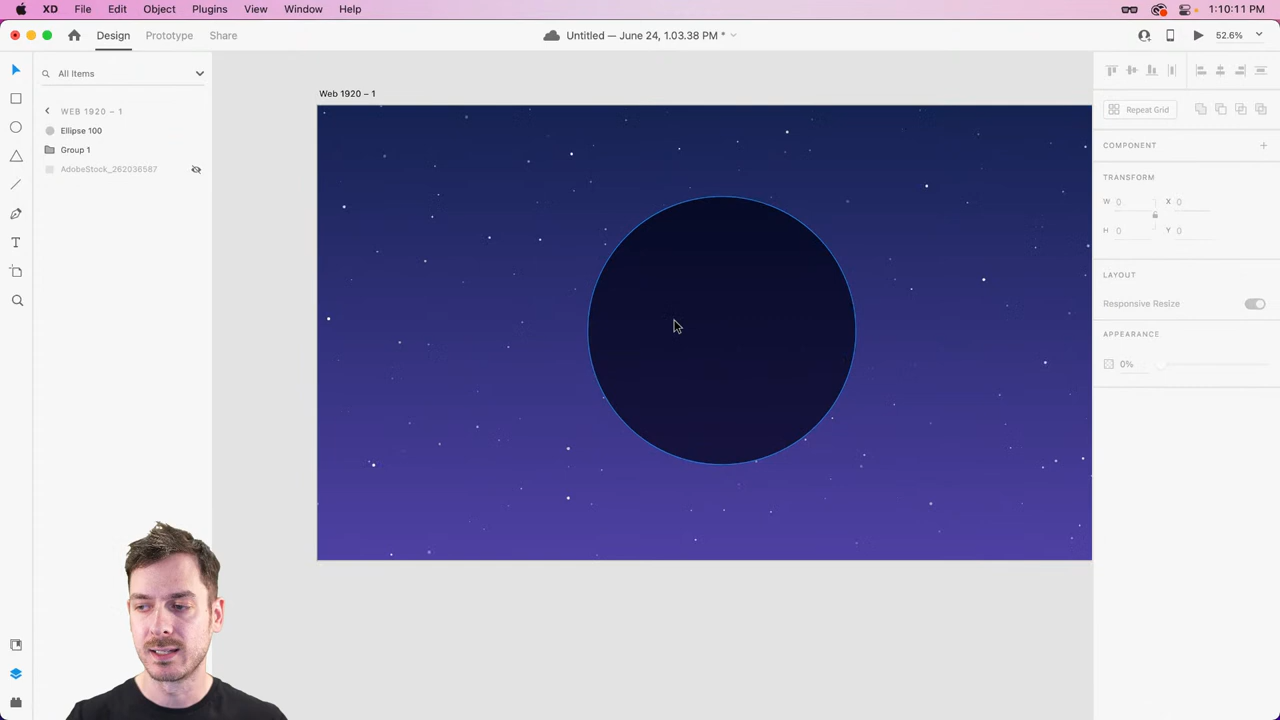 XD File Edit Object Plugins View Window Help 1:10:11 PM
Design Prototype Share Untitled — June 24, 1.03.38 PM * 52.6%
All Items
WEB 1920 – 1
Ellipse 100
Group 1
AdobeStock_262036587
Web 1920 – 1
Repeat Grid
COMPONENT
TRANSFORM
W 0 X 0
H 0 Y 0
LAYOUT
Responsive Resize
APPEARANCE
0%